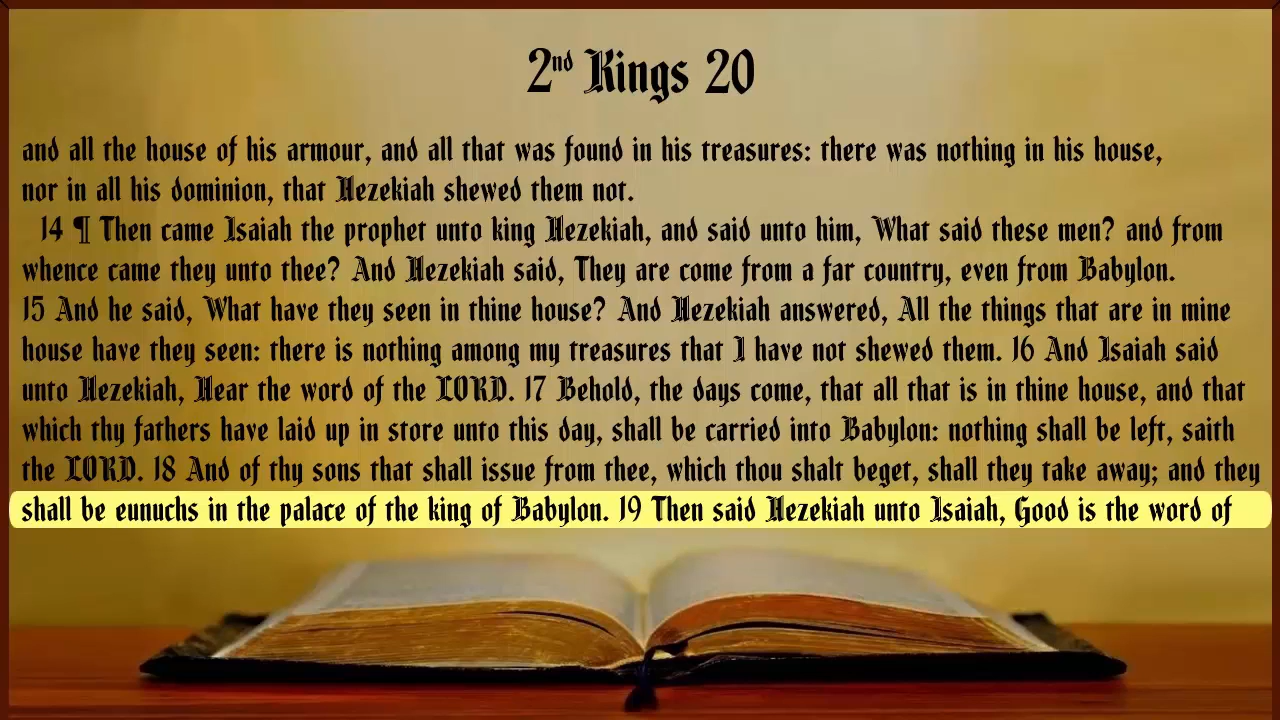 2nd Kings 20
and all the house of his armour, and all that was found in his treasures: there was nothing in his house,
nor in all his dominion, that Hezekiah shewed them not.
14 ¶ Then came Isaiah the prophet unto king Hezekiah, and said unto him, What said these men? and from
whence came they unto thee? And Hezekiah said, They are come from a far country, even from Babylon.
15 And he said, What have they seen in thine house? And Hezekiah answered, All the things that are in mine
house have they seen: there is nothing among my treasures that I have not shewed them. 16 And Isaiah said
unto Hezekiah, Hear the word of the LORD. 17 Behold, the days come, that all that is in thine house, and that
which thy fathers have laid up in store unto this day, shall be carried into Babylon: nothing shall be left, saith
the LORD. 18 And of thy sons that shall issue from thee, which thou shalt beget, shall they take away; and they
shall be eunuchs in the palace of the king of Babylon. 19 Then said Hezekiah unto Isaiah, Good is the word of